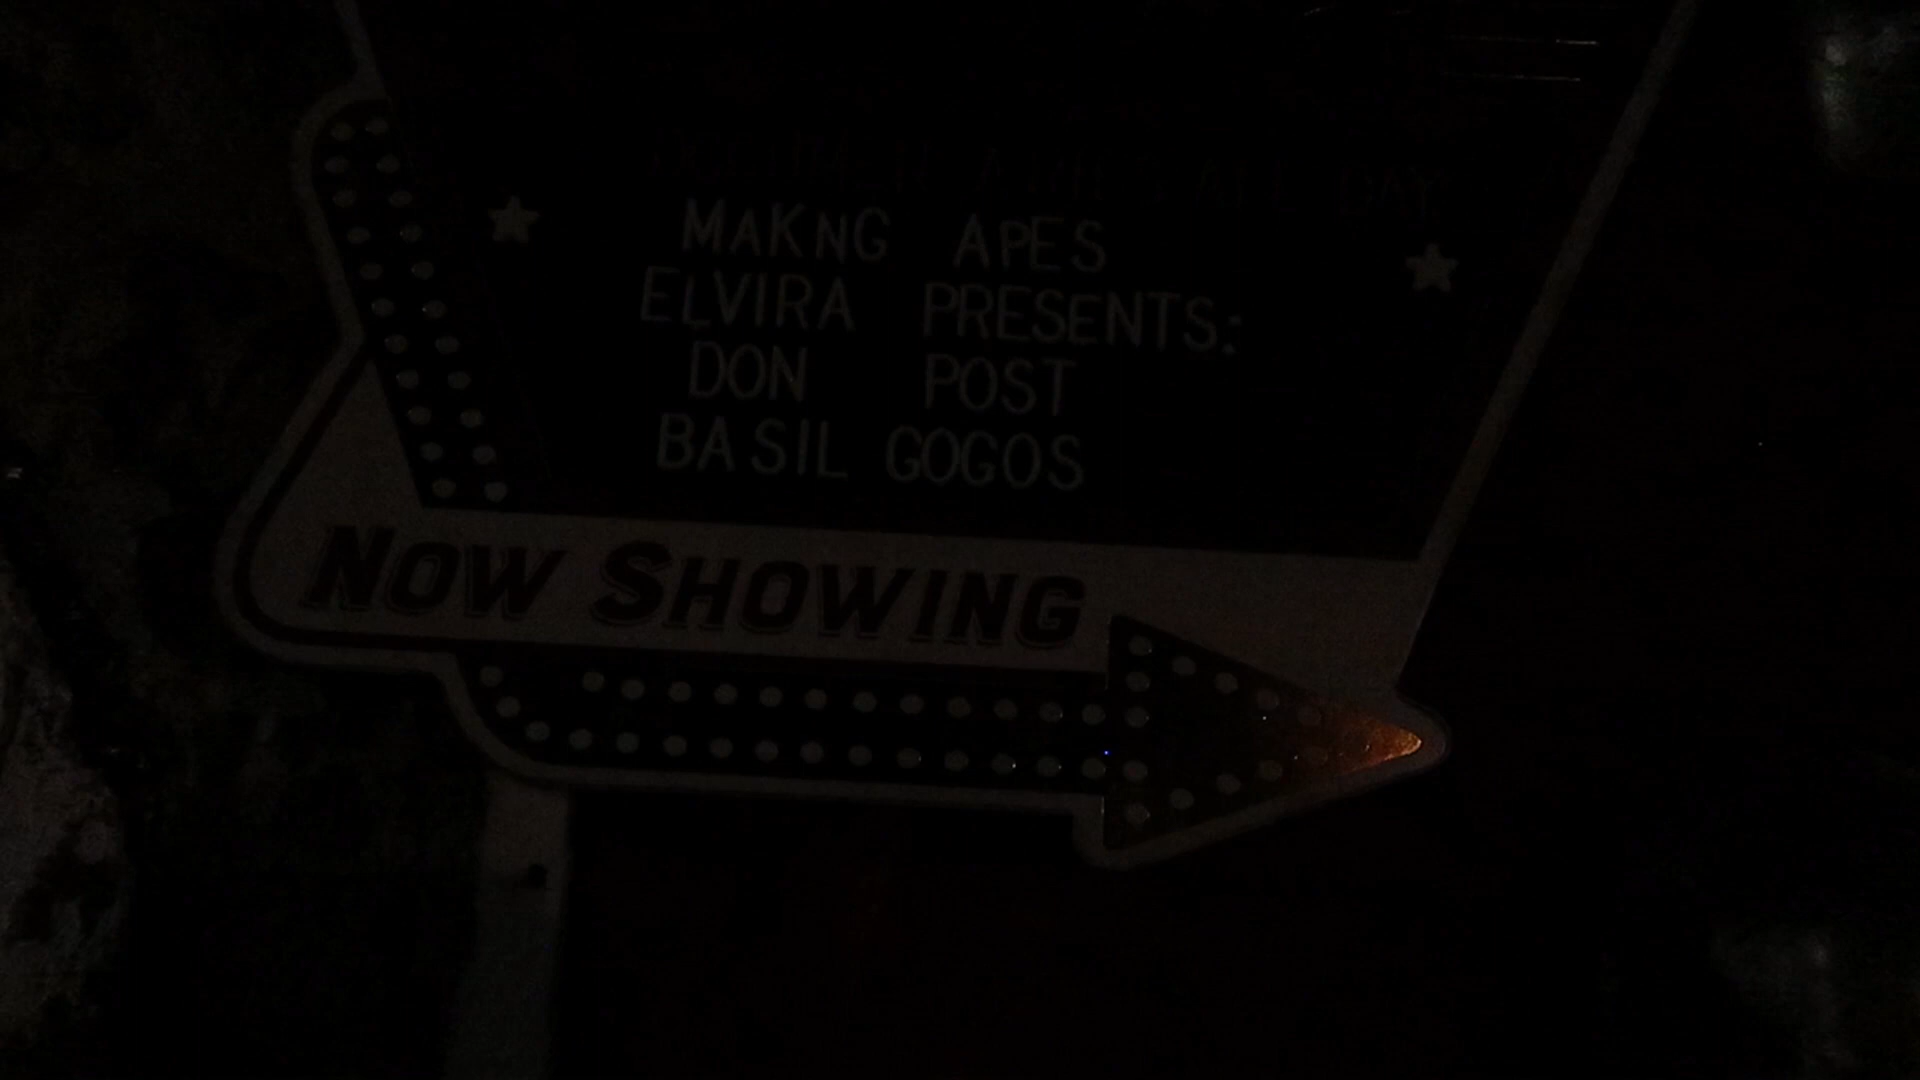 MAKNG APES
ELVIRA PRESENTS:
DON POST
BASIL GOGOS
NOW SHOWING